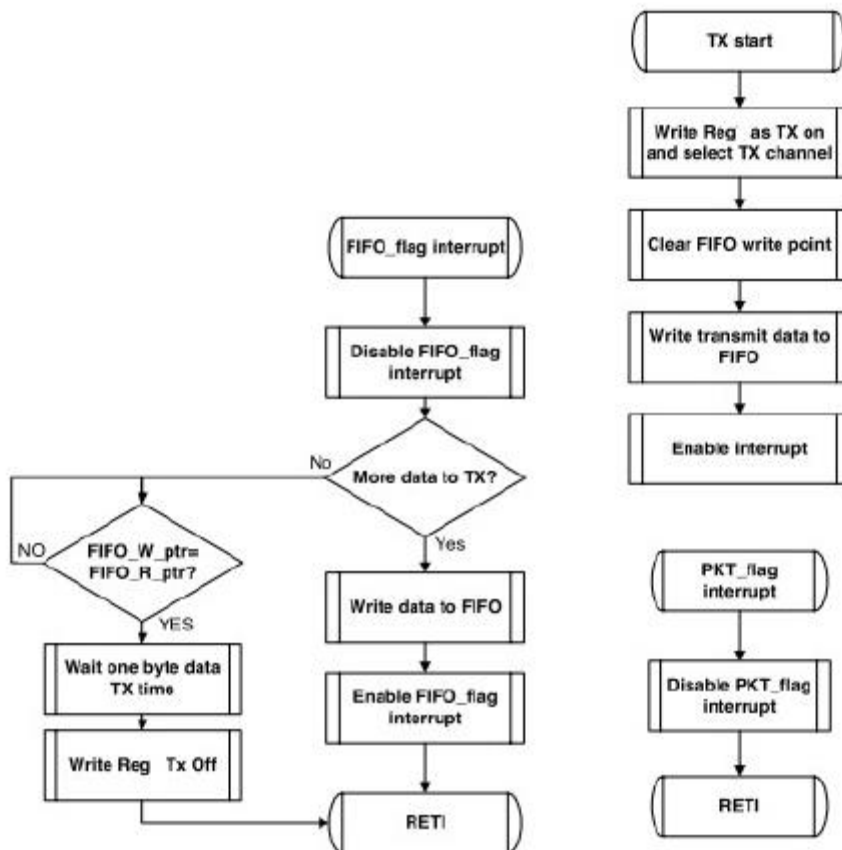 TX start
Write Reg as TX on
and select TX channel
Clear FIFO write point
Write transmit data to
FIFO
Enable interrupt
FIFO_flag interrupt
Disable FIFO_flag
interrupt
More data to TX?
No
Yes
FIFO_W_ptr=
FIFO_R_ptr?
NO
YES
Wait one byte data
TX time
Write Reg Tx Off
Write data to FIFO
Enable FIFO_flag
interrupt
RETI
PKT_flag
interrupt
Disable PKT_flag
interrupt
RETI